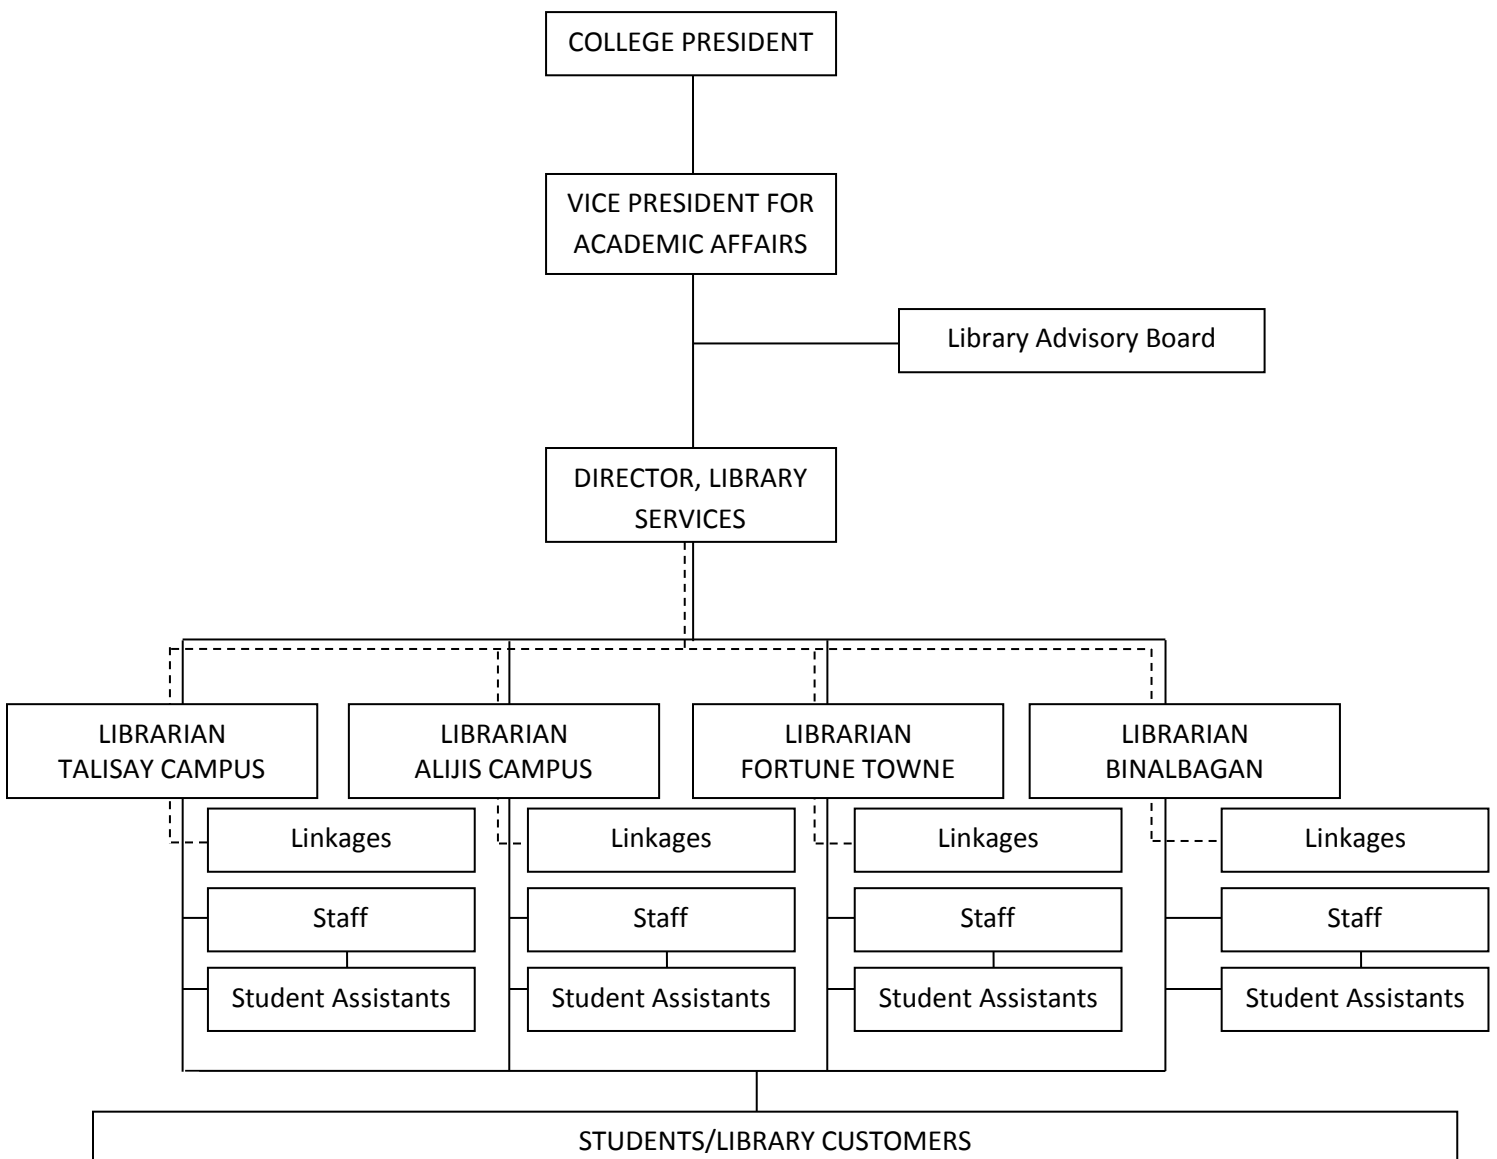 COLLEGE PRESIDENT
VICE PRESIDENT FOR
ACADEMIC AFFAIRS
Library Advisory Board
DIRECTOR, LIBRARY
SERVICES
LIBRARIAN
TALISAY CAMPUS
LIBRARIAN
ALIJIS CAMPUS
LIBRARIAN
FORTUNE TOWNE
LIBRARIAN
BINALBAGAN
Linkages
Linkages
Linkages
Linkages
Staff
Staff
Staff
Staff
Student Assistants
Student Assistants
Student Assistants
Student Assistants
STUDENTS/LIBRARY CUSTOMERS